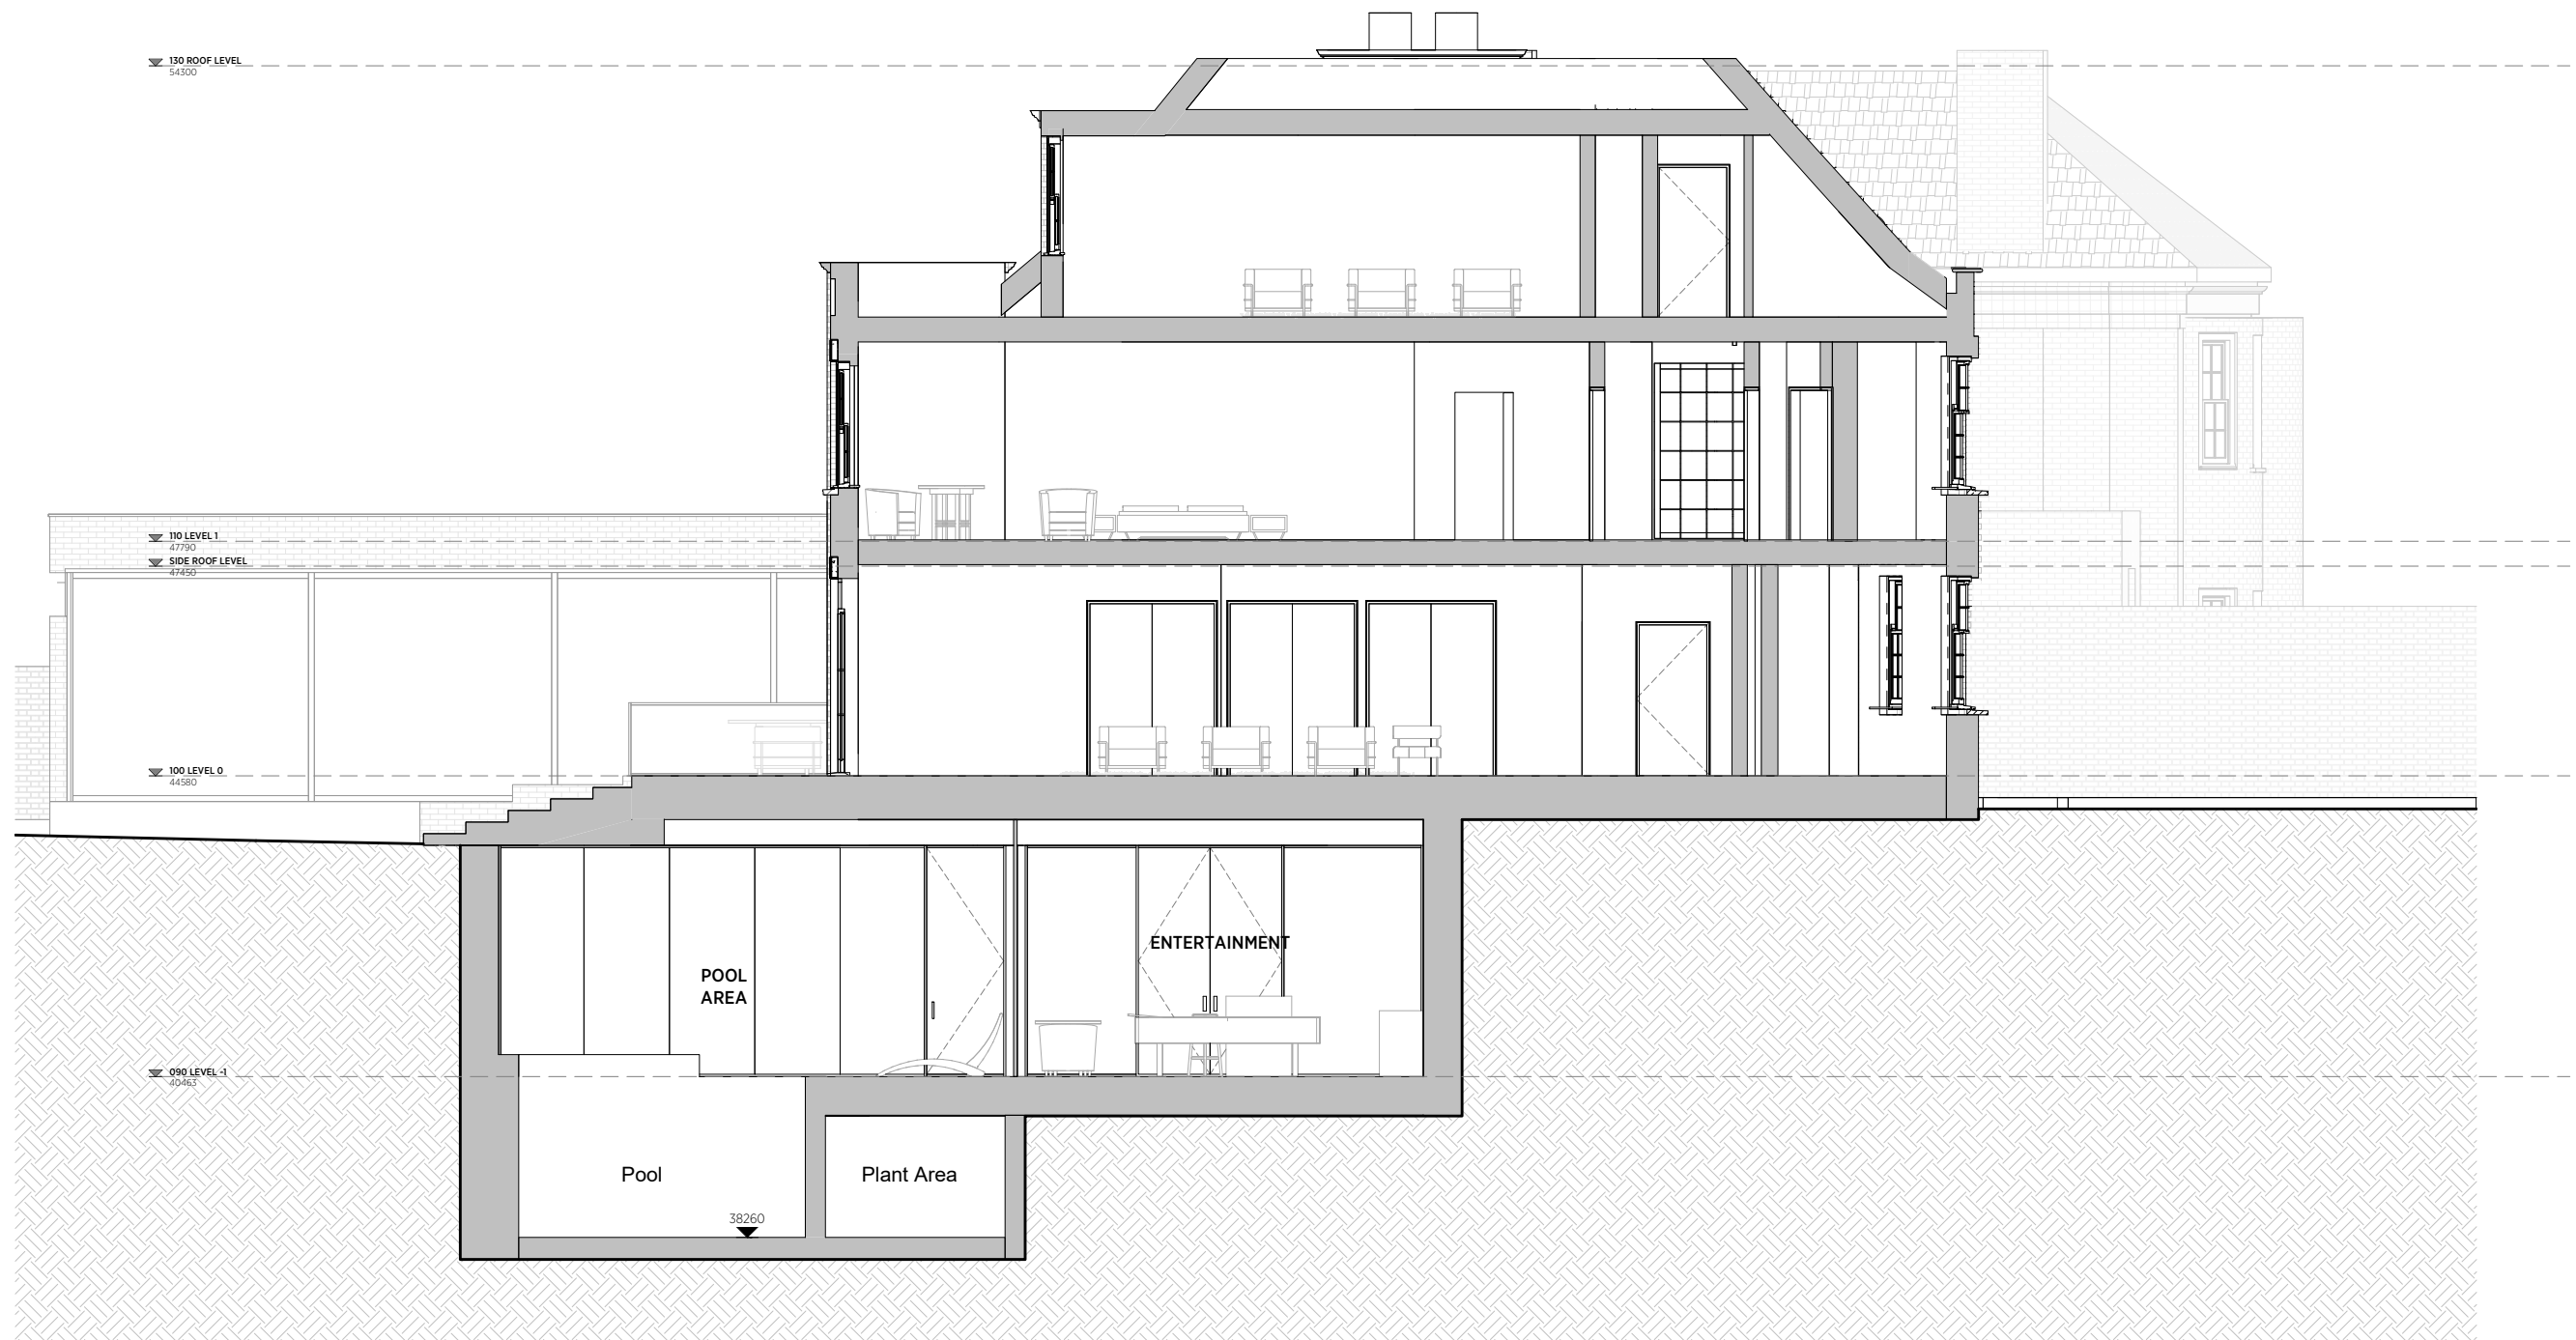 130 ROOF LEVEL
54300
110 LEVEL 1
47790
SIDE ROOF LEVEL
47450
100 LEVEL 0
44580
ENTERTAINMENT
POOL
AREA
090 LEVEL -1
40463
Pool
Plant Area
38260